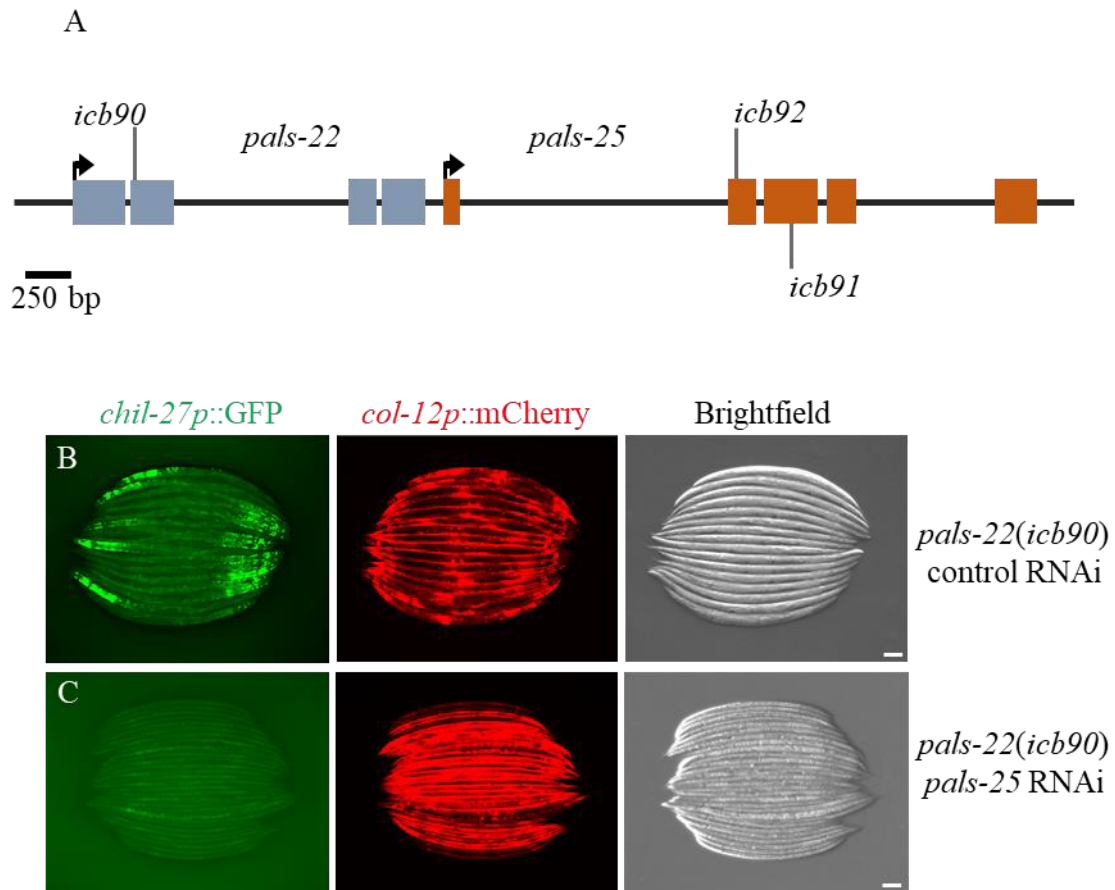 A
icb90
pals-22
pals-25
icb92
icb91
250 bp
chil-27p::GFP
col-12p::mCherry
Brightfield
B
pals-22(icb90)
control RNAi
C
pals-22(icb90)
pals-25 RNAi